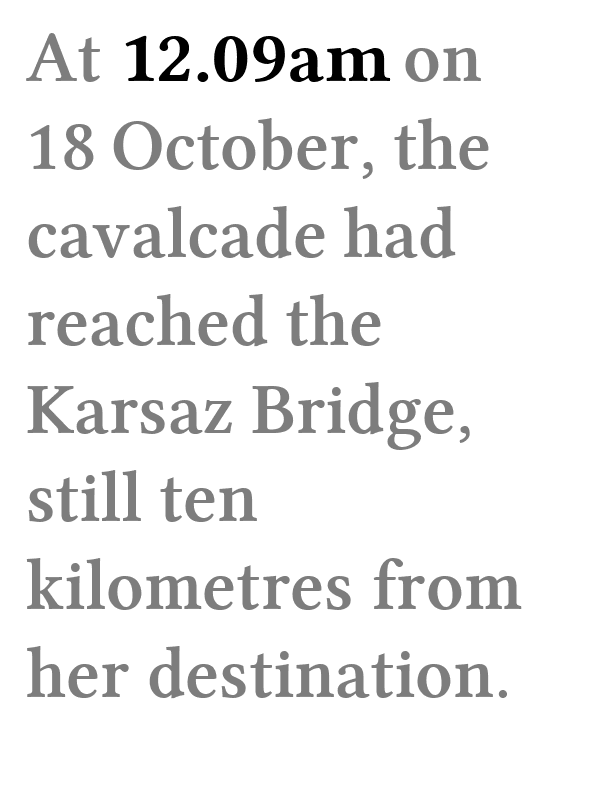 At 12.09am on
18 October, the
cavalcade had
reached the
Karsaz Bridge,
still ten
kilometres from
her destination.